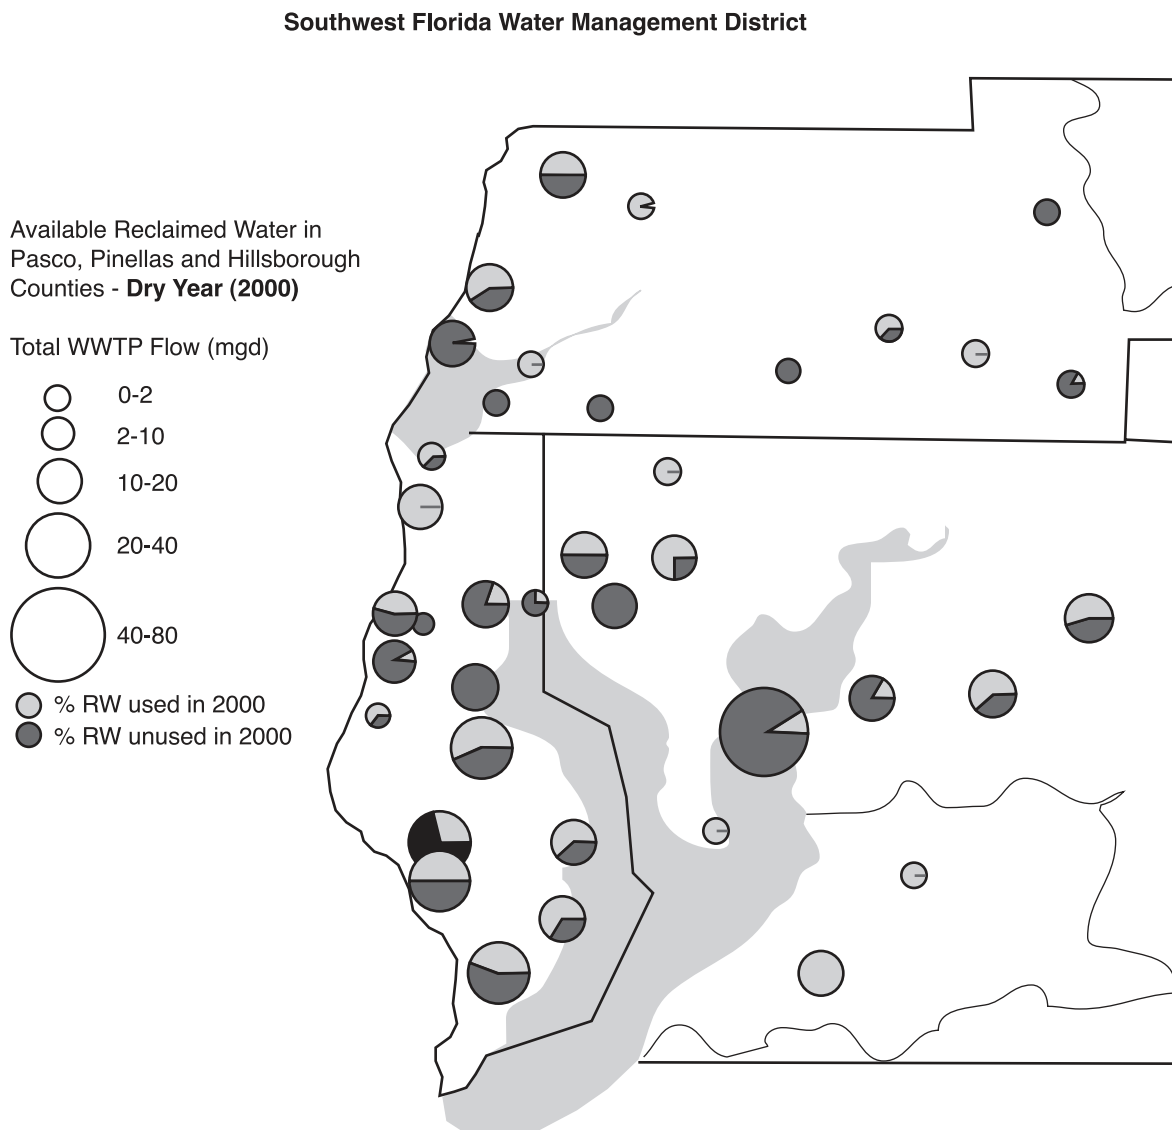 Southwest Florida Water Management District
Available Reclaimed Water in
Pasco, Pinellas and Hillsborough
Counties - Dry Year (2000)
Total WWTP Flow (mgd)
0-2
2-10
10-20
20-40
40-80
% RW used in 2000
% RW unused in 2000